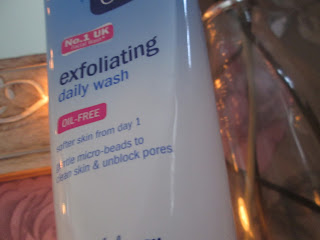 No.1 UK
exfoliating
daily wash
OIL-FREE
softer skin from day 1
gentle micro-beads to
clean skin & unblock pores